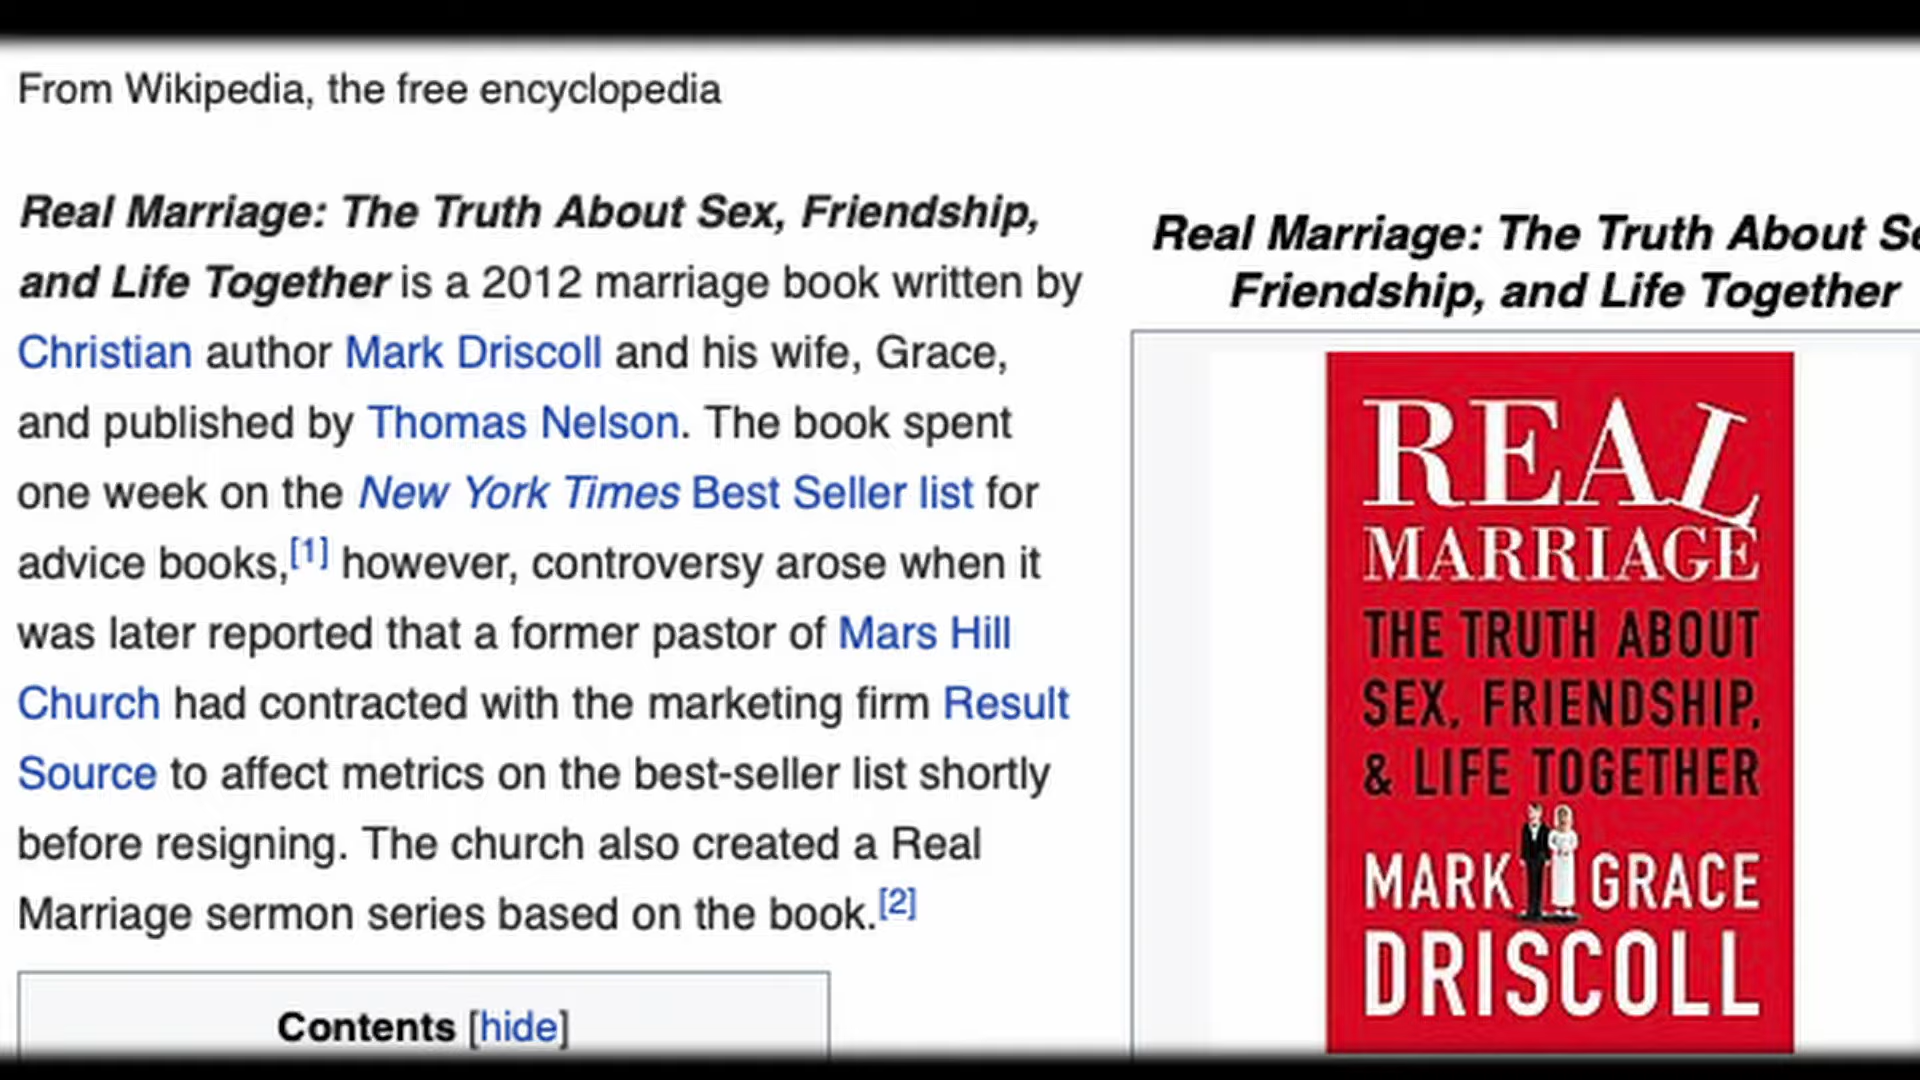 From Wikipedia, the free encyclopedia
Real Marriage: The Truth About Sex, Friendship,
and Life Together is a 2012 marriage book written by
Christian author Mark Driscoll and his wife, Grace,
and published by Thomas Nelson. The book spent
one week on the New York Times Best Seller list for
advice books,[1] however, controversy arose when it
was later reported that a former pastor of Mars Hill
Church had contracted with the marketing firm Result
Source to affect metrics on the best-seller list shortly
before resigning. The church also created a Real
Marriage sermon series based on the book.[2]
Contents [hide]
Real Marriage: The Truth About Se
Friendship, and Life Together
REAL
MARRIAGE
THE TRUTH ABOUT
SEX, FRIENDSHIP,
& LIFE TOGETHER
MARK GRACE
DRISCOLL